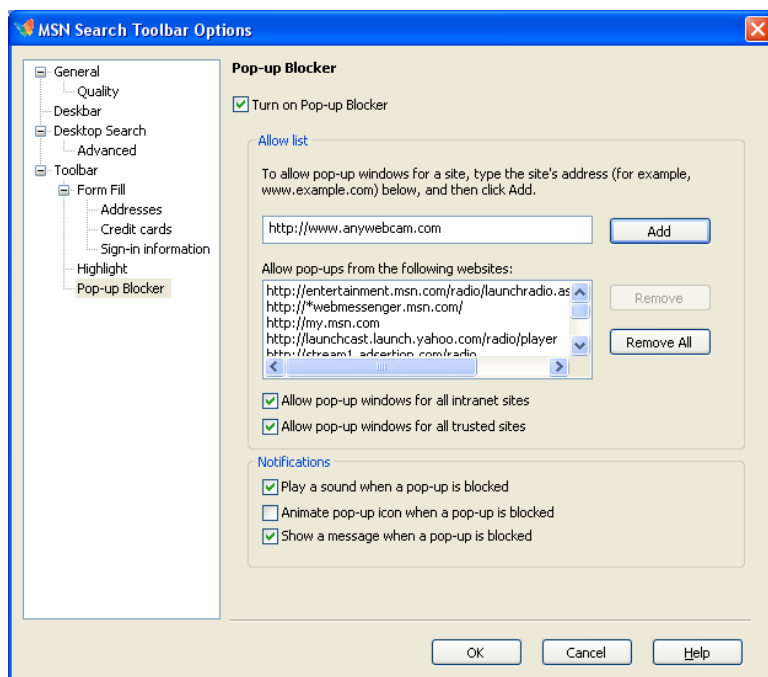 MSN Search Toolbar Options
General
Quality
Deskbar
Desktop Search
Advanced
Toolbar
Form Fill
Addresses
Credit cards
Sign-in information
Highlight
Pop-up Blocker
Pop-up Blocker
Turn on Pop-up Blocker
Allow list
To allow pop-up windows for a site, type the site's address (for example,
www.example.com) below, and then click Add.
http://www.anywebcam.com
Add
Allow pop-ups from the following websites:
http://entertainment.msn.com/radio/launchradio.as
http://*webmessenger.msn.com/
http://my.msn.com
http://launchcast.launch.yahoo.com/radio/player
http://stream1.adsertion.com/radio
Remove
Remove All
Allow pop-up windows for all intranet sites
Allow pop-up windows for all trusted sites
Notifications
Play a sound when a pop-up is blocked
Animate pop-up icon when a pop-up is blocked
Show a message when a pop-up is blocked
OK
Cancel
Help